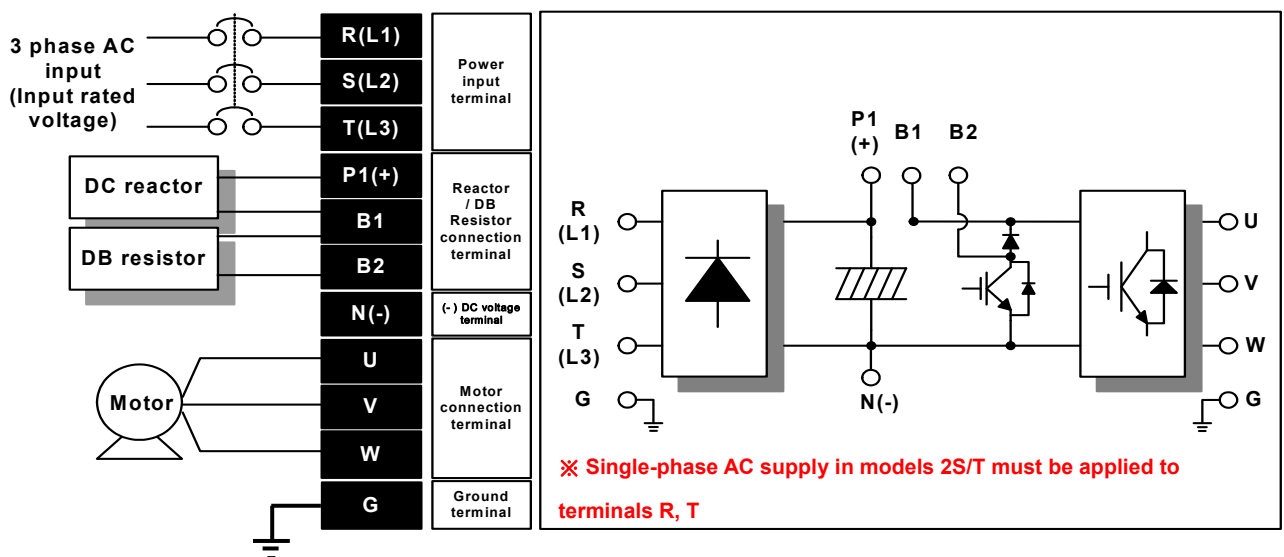 3 phase AC
input
(Input rated
voltage)
R(L1)
S(L2)
T(L3)
Power
input
terminal
DC reactor
DB resistor
P1(+)
B1
B2
Reactor
/ DB
Resistor
connection
terminal
N(-)
(-) DC voltage
terminal
Motor
U
V
W
Motor
connection
terminal
G
Ground
terminal
P1
(+)
B1
B2
R
(L1)
S
(L2)
T
(L3)
G
N(-)
U
V
W
G
※ Single-phase AC supply in models 2S/T must be applied to
terminals R, T